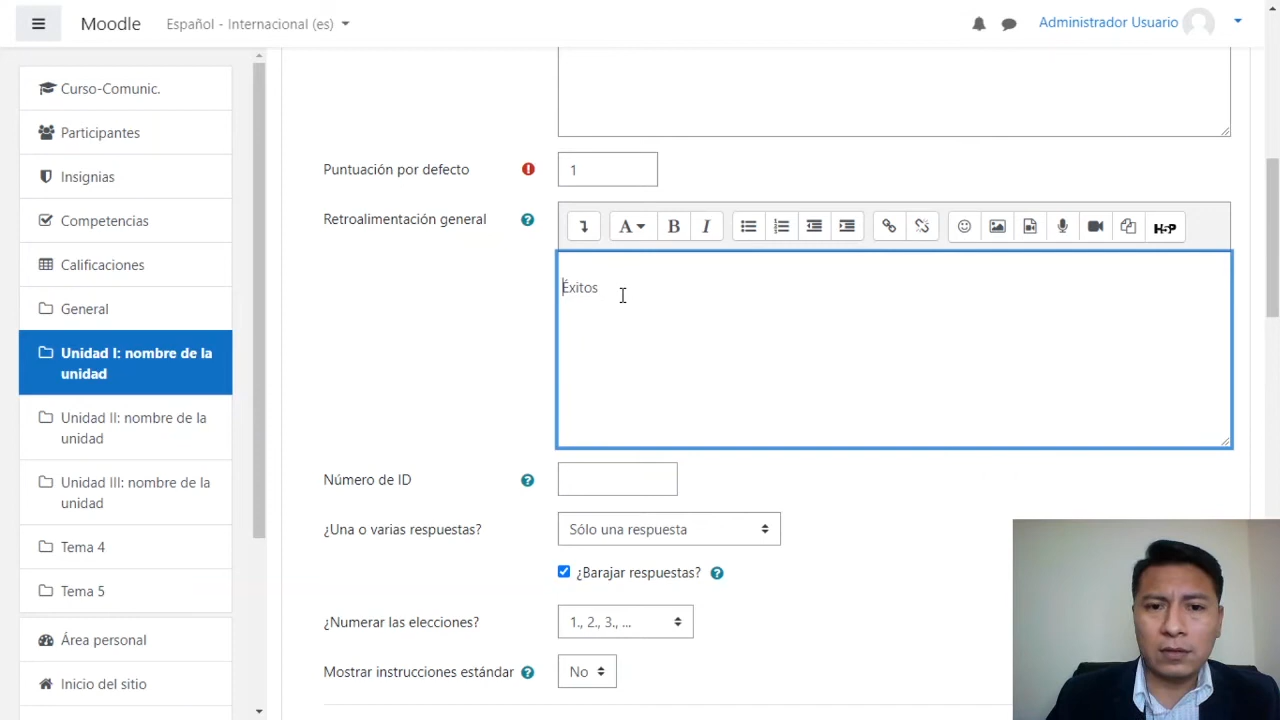 Moodle
Español - Internacional (es)
Administrador Usuario
Curso-Comunic.
Participantes
Insignias
Competencias
Calificaciones
General
Unidad I: nombre de la
unidad
Unidad II: nombre de la
unidad
Unidad III: nombre de la
unidad
Tema 4
Tema 5
Área personal
Inicio del sitio
Puntuación por defecto
1
Retroalimentación general
A
B
I
H-P
Éxitos
Número de ID
¿Una o varias respuestas?
Sólo una respuesta
¿Barajar respuestas?
¿Numerar las elecciones?
1., 2., 3., ...
Mostrar instrucciones estándar
No